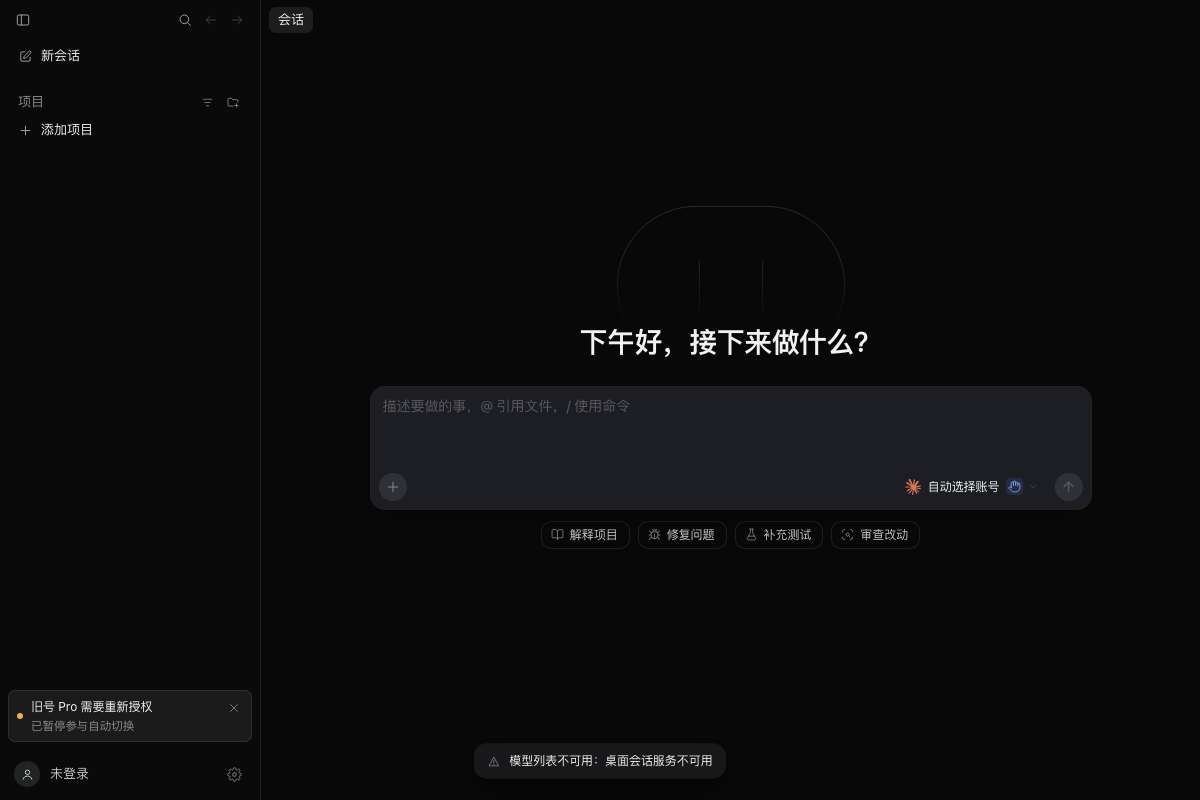 会话
新会话
项目
添加项目
下午好，接下来做什么?
描述要做的事，@ 引用文件，/ 使用命令
自动选择账号
解释项目
修复问题
补充测试
审查改动
旧号 Pro 需要重新授权
已暂停参与自动切换
模型列表不可用：桌面会话服务不可用
未登录